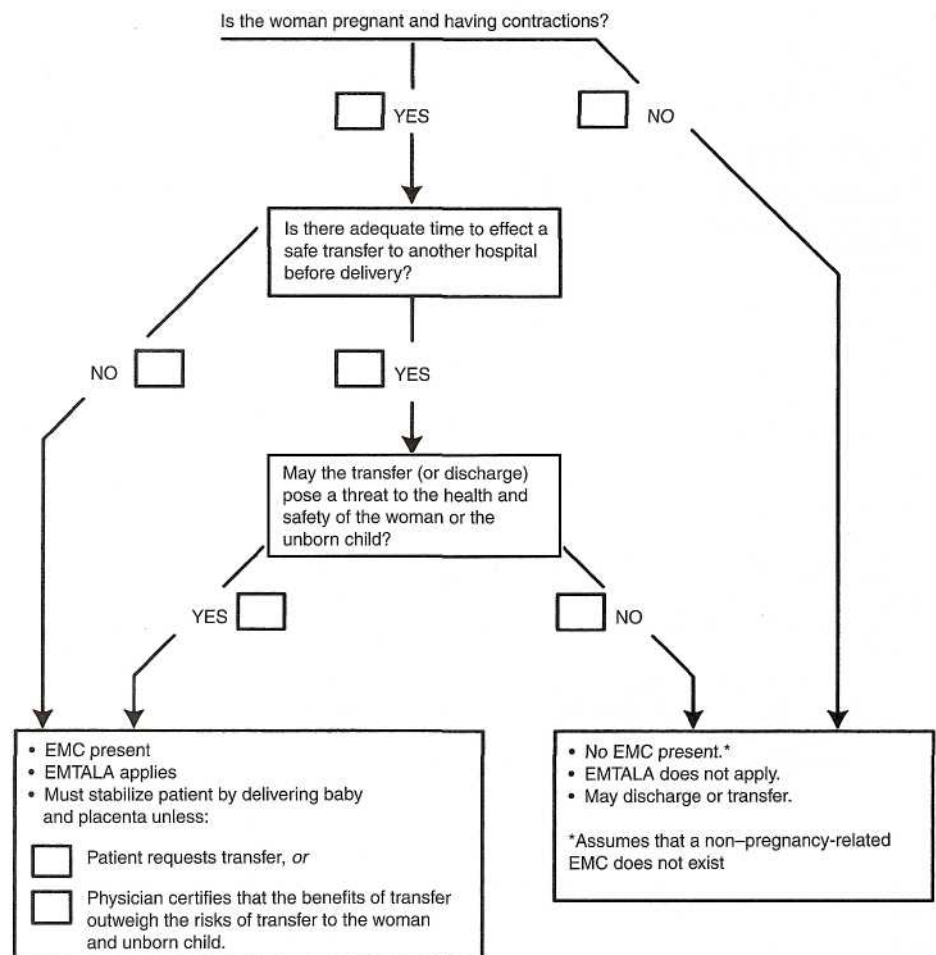 Is the woman pregnant and having contractions?
YES
NO
Is there adequate time to effect a
safe transfer to another hospital
before delivery?
NO
YES
May the transfer (or discharge)
pose a threat to the health and
safety of the woman or the
unborn child?
YES
NO
• EMC present
• EMTALA applies
• Must stabilize patient by delivering baby
and placenta unless:
Patient requests transfer, or
Physician certifies that the benefits of transfer
outweigh the risks of transfer to the woman
and unborn child.
• No EMC present.*
• EMTALA does not apply.
• May discharge or transfer.
*Assumes that a non–pregnancy-related
EMC does not exist